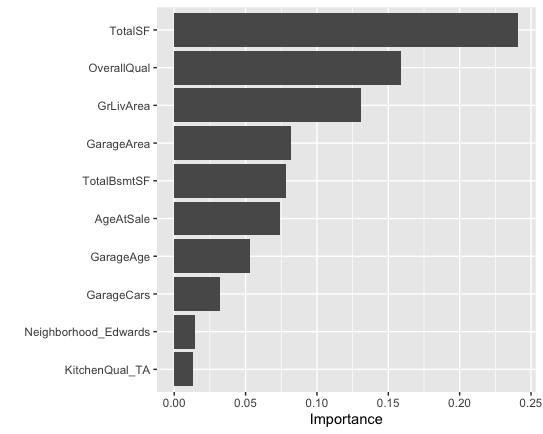 TotalSF
OverallQual
GrLivArea
GarageArea
TotalBsmtSF
AgeAtSale
GarageAge
GarageCars
Neighborhood_Edwards
KitchenQual_TA
0.00 0.05 0.10 0.15 0.20 0.25
Importance